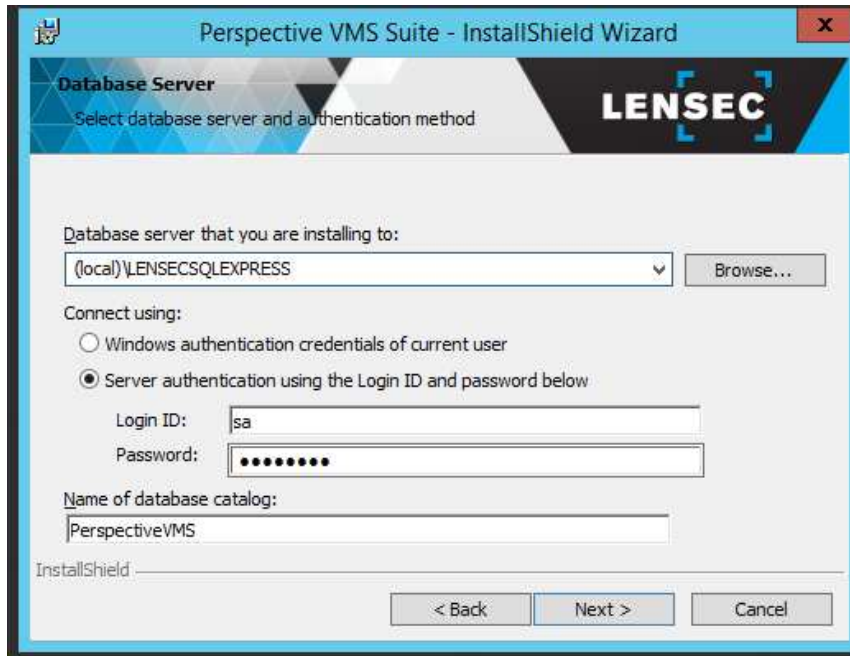 Perspective VMS Suite - InstallShield Wizard
x
Database Server
Select database server and authentication method
LENSEC
Database server that you are installing to:
(local)\LENSECSQLEXPRESS
Browse...
Connect using:
Windows authentication credentials of current user
Server authentication using the Login ID and password below
Login ID: sa
Password: ●●●●●●●●
Name of database catalog:
PerspectiveVMS
InstallShield
< Back Next > Cancel